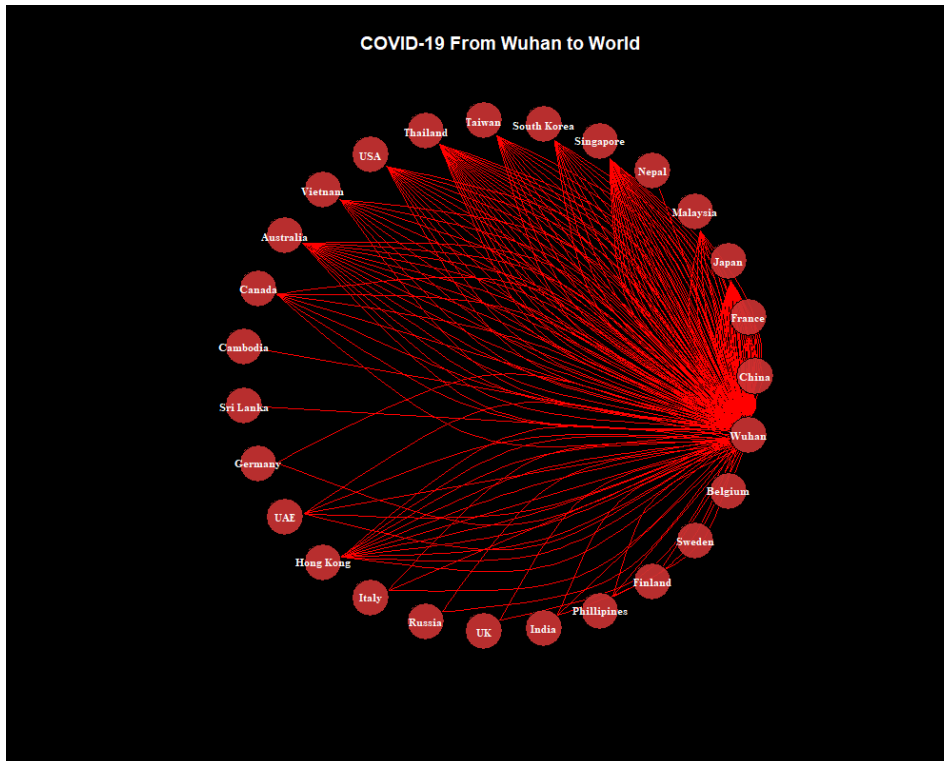 COVID-19 From Wuhan to World
Taiwan
South Korea
Thailand
Singapore
USA
Nepal
Vietnam
Malaysia
Australia
Japan
Canada
France
Cambodia
China
Sri Lanka
Wuhan
Germany
Belgium
UAE
Sweden
Hong Kong
Finland
Italy
Phillipines
Russia
India
UK